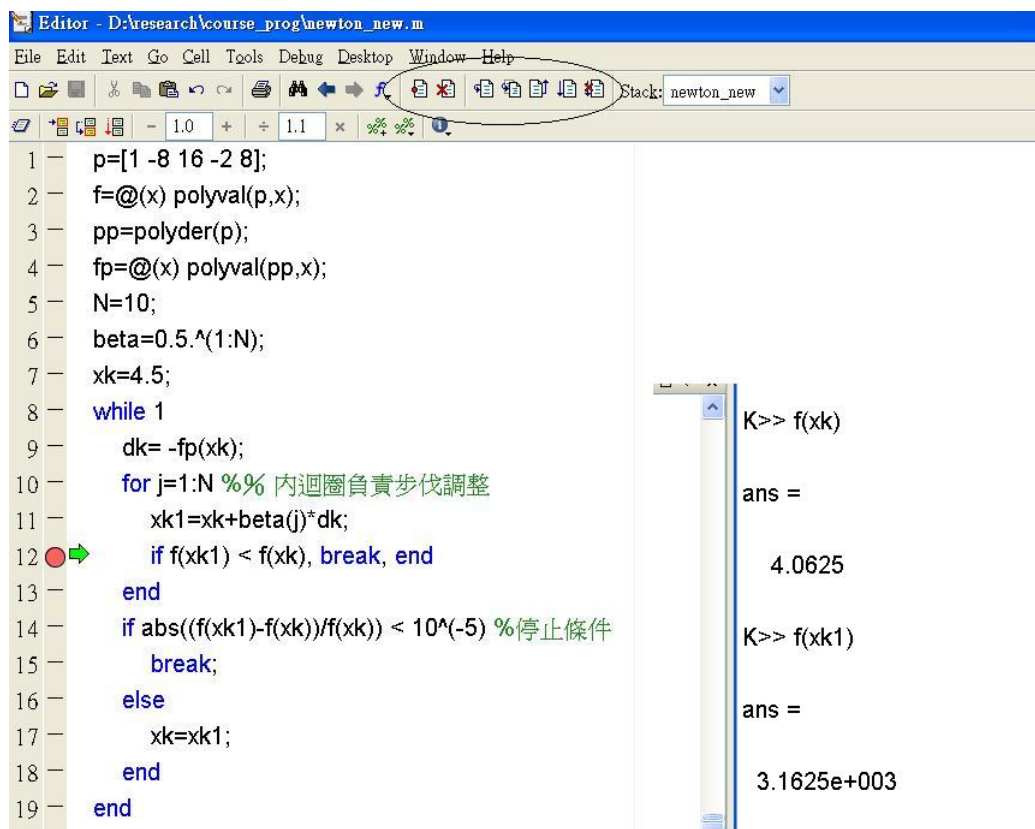 Editor - D:\research\course_prog\newton_new.m
File Edit Text Go Cell Tools Debug Desktop Window Help
Stack: newton_new
- 1.0 + ÷ 1.1 ×
1 — p=[1 -8 16 -2 8];
2 — f=@(x) polyval(p,x);
3 — pp=polyder(p);
4 — fp=@(x) polyval(pp,x);
5 — N=10;
6 — beta=0.5.^(1:N);
7 — xk=4.5;
8 — while 1
9 — dk= -fp(xk);
10 — for j=1:N %% 內迴圈負責步伐調整
11 — xk1=xk+beta(j)*dk;
12 if f(xk1) < f(xk), break, end
13 — end
14 — if abs((f(xk1)-f(xk))/f(xk)) < 10^(-5) %停止條件
15 — break;
16 — else
17 — xk=xk1;
18 — end
19 — end
K>> f(xk)
ans =
4.0625
K>> f(xk1)
ans =
3.1625e+003